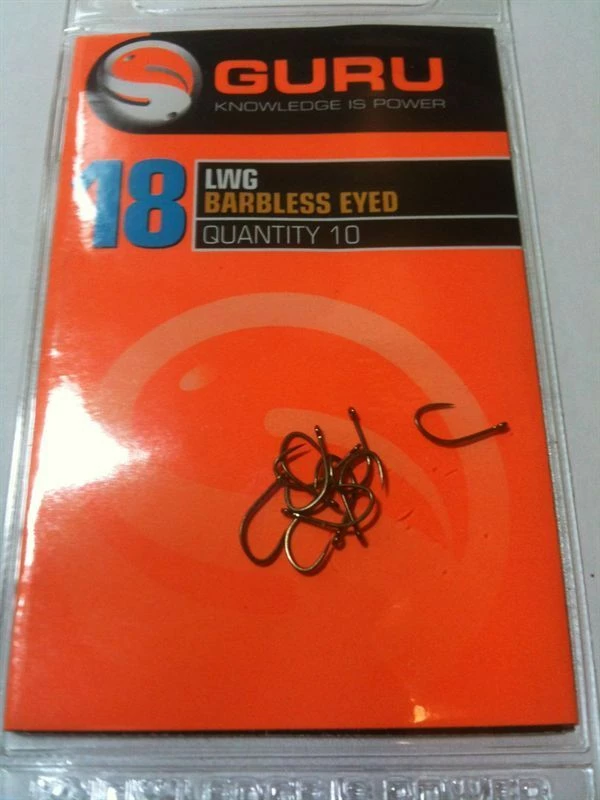 GURU
KNOWLEDGE IS POWER
18
LWG
BARBLESS EYED
QUANTITY 10